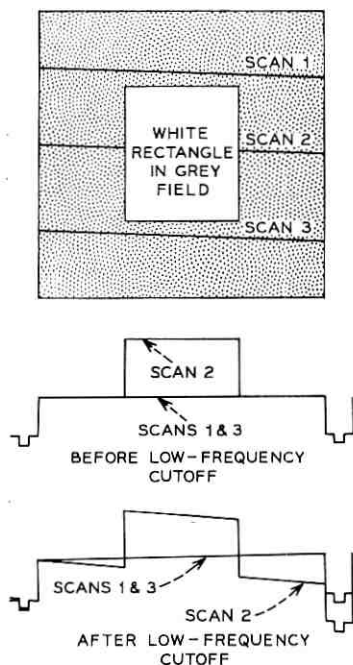 SCAN 1
WHITE
RECTANGLE
IN GREY
FIELD
SCAN 2
SCAN 3
SCAN 2
SCANS 1 & 3
BEFORE LOW-FREQUENCY
CUTOFF
SCANS 1 & 3
SCAN 2
AFTER LOW-FREQUENCY
CUTOFF